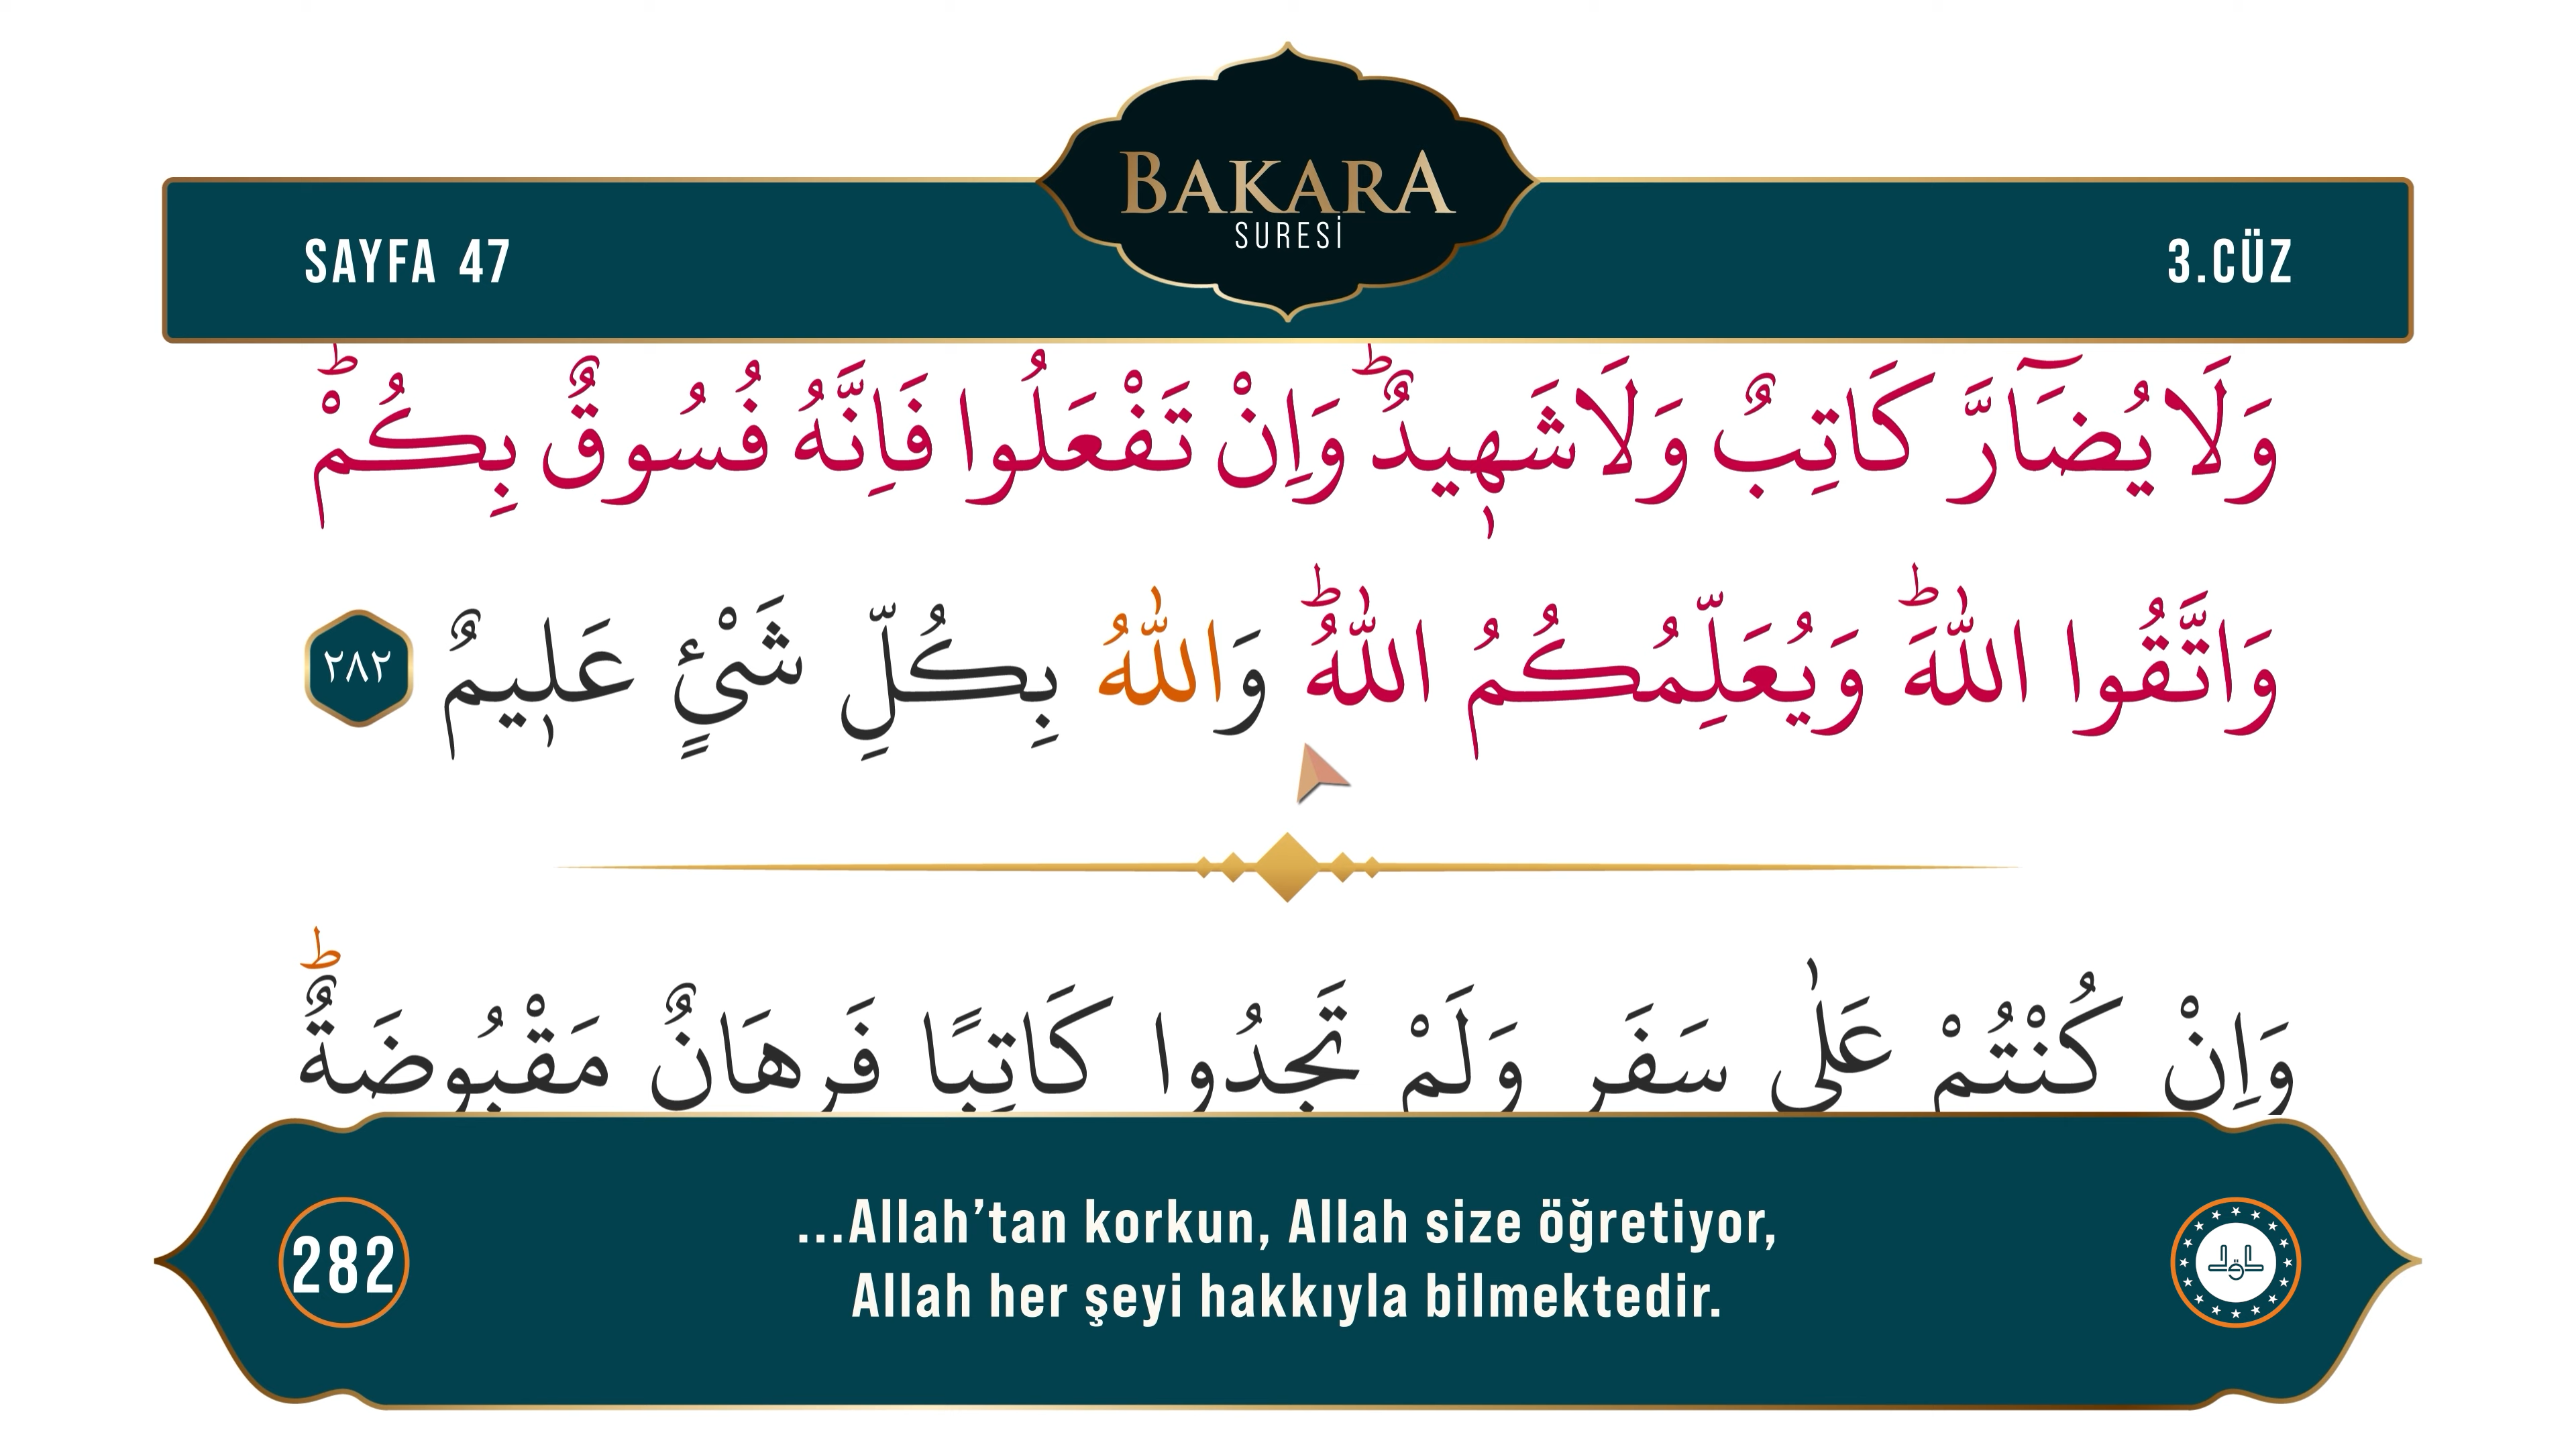 BAKARA
SURESİ
SAYFA 47
3.CÜZ
وَلَا يُضَٓارَّ كَاتِبٌ وَلَا شَهٖيدٌؕ وَاِنْ تَفْعَلُوا فَاِنَّهُ فُسُوقٌ بِكُمْؕ
وَاتَّقُوا اللّٰهَؕ وَيُعَلِّمُكُمُ اللّٰهُؕ وَاللّٰهُ بِكُلِّ شَيْءٍ عَلٖيمٌ ٢٨٢
وَاِنْ كُنْتُمْ عَلٰى سَفَرٍ وَلَمْ تَجِدُوا كَاتِبًا فَرِهَانٌ مَقْبُوضَةٌؕ
282
...Allah’tan korkun, Allah size öğretiyor,
Allah her şeyi hakkıyla bilmektedir.